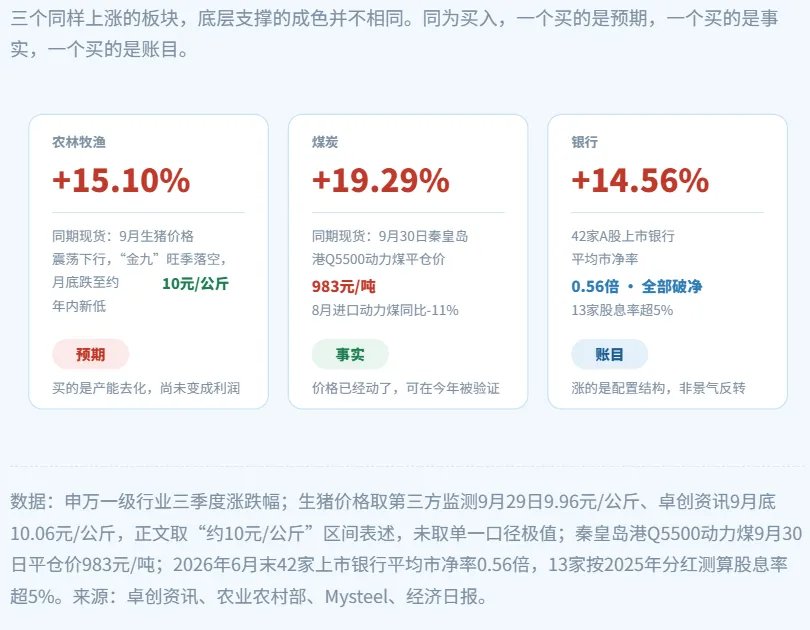 三个同样上涨的板块，底层支撑的成色并不相同。同为买入，一个买的是预期，一个买的是事
实，一个买的是账目。
农林牧渔
+15.10%
同期现货：9月生猪价格
震荡下行，“金九”旺季落空，
月底跌至约 10元/公斤
年内新低
预期
买的是产能去化，尚未变成利润
煤炭
+19.29%
同期现货：9月30日秦皇岛
港Q5500动力煤平仓价
983元/吨
8月进口动力煤同比-11%
事实
价格已经动了，可在今年被验证
银行
+14.56%
42家A股上市银行
平均市净率
0.56倍 · 全部破净
13家股息率超5%
账目
涨的是配置结构，非景气反转
数据：申万一级行业三季度涨跌幅；生猪价格取第三方监测9月29日9.96元/公斤、卓创资讯9月底
10.06元/公斤，正文取“约10元/公斤”区间表述，未取单一口径极值；秦皇岛港Q5500动力煤9月30
日平仓价983元/吨；2026年6月末42家上市银行平均市净率0.56倍，13家按2025年分红测算股息率
超5%。来源：卓创资讯、农业农村部、Mysteel、经济日报。